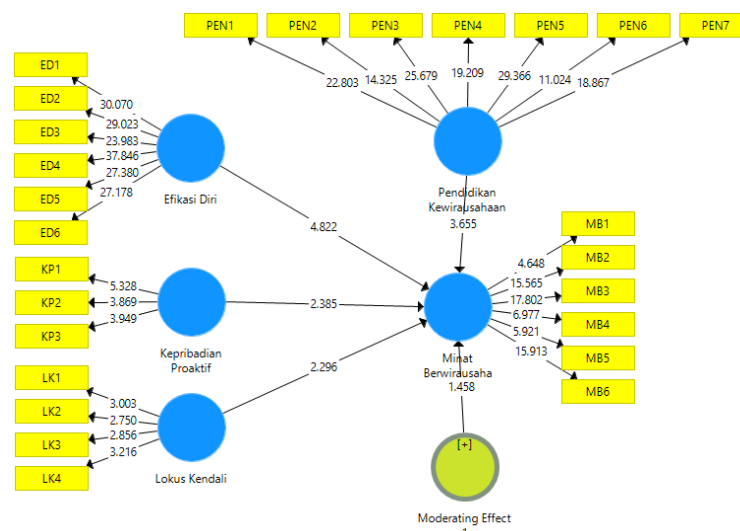 PEN1 PEN2 PEN3 PEN4 PEN5 PEN6 PEN7
22.803 14.325 25.679 19.209 29.366 11.024 18.867
ED1
ED2
ED3
ED4
ED5
ED6
30.070
29.023
23.983
37.846
27.380
27.178
Efikasi Diri
Pendidikan
Kewirausahaan
4.822
3.655
KP1
KP2
KP3
5.328
3.869
3.949
Kepribadian
Proaktif
2.385
MB1
MB2
MB3
MB4
MB5
MB6
4.648
15.565
17.802
6.977
5.921
15.913
Minat
Berwirausaha
2.296
1.458
LK1
LK2
LK3
LK4
3.003
2.750
2.856
3.216
Lokus Kendali
[+]
Moderating Effect